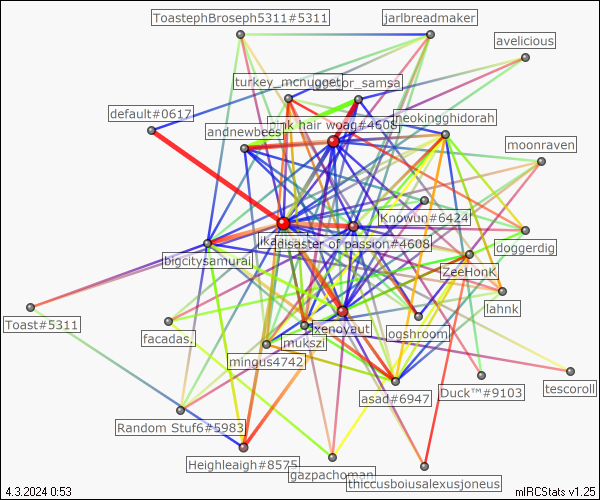 ToastephBroseph5311#5311
jarlbreadmaker
avelicious
turkey_mcnugget
gregor_samsa
default#0617
pink hair woag#4608
neokingghidorah
andnewbees
moonraven
Knowun#6424
doggerdig
disaster of passion#4608
bigcitysamurai
ZeeHonK
lahnk
Toast#5311
facadas.
xenoyaut
ogshroom
mukszi
mingus4742
asad#6947
Duck™#9103
tescoroll
Random Stuf6#5983
Heighleaigh#8575
gazpachoman
thiccusboiusalexusjoneus
4.3.2024 0:53
mIRCStats v1.25